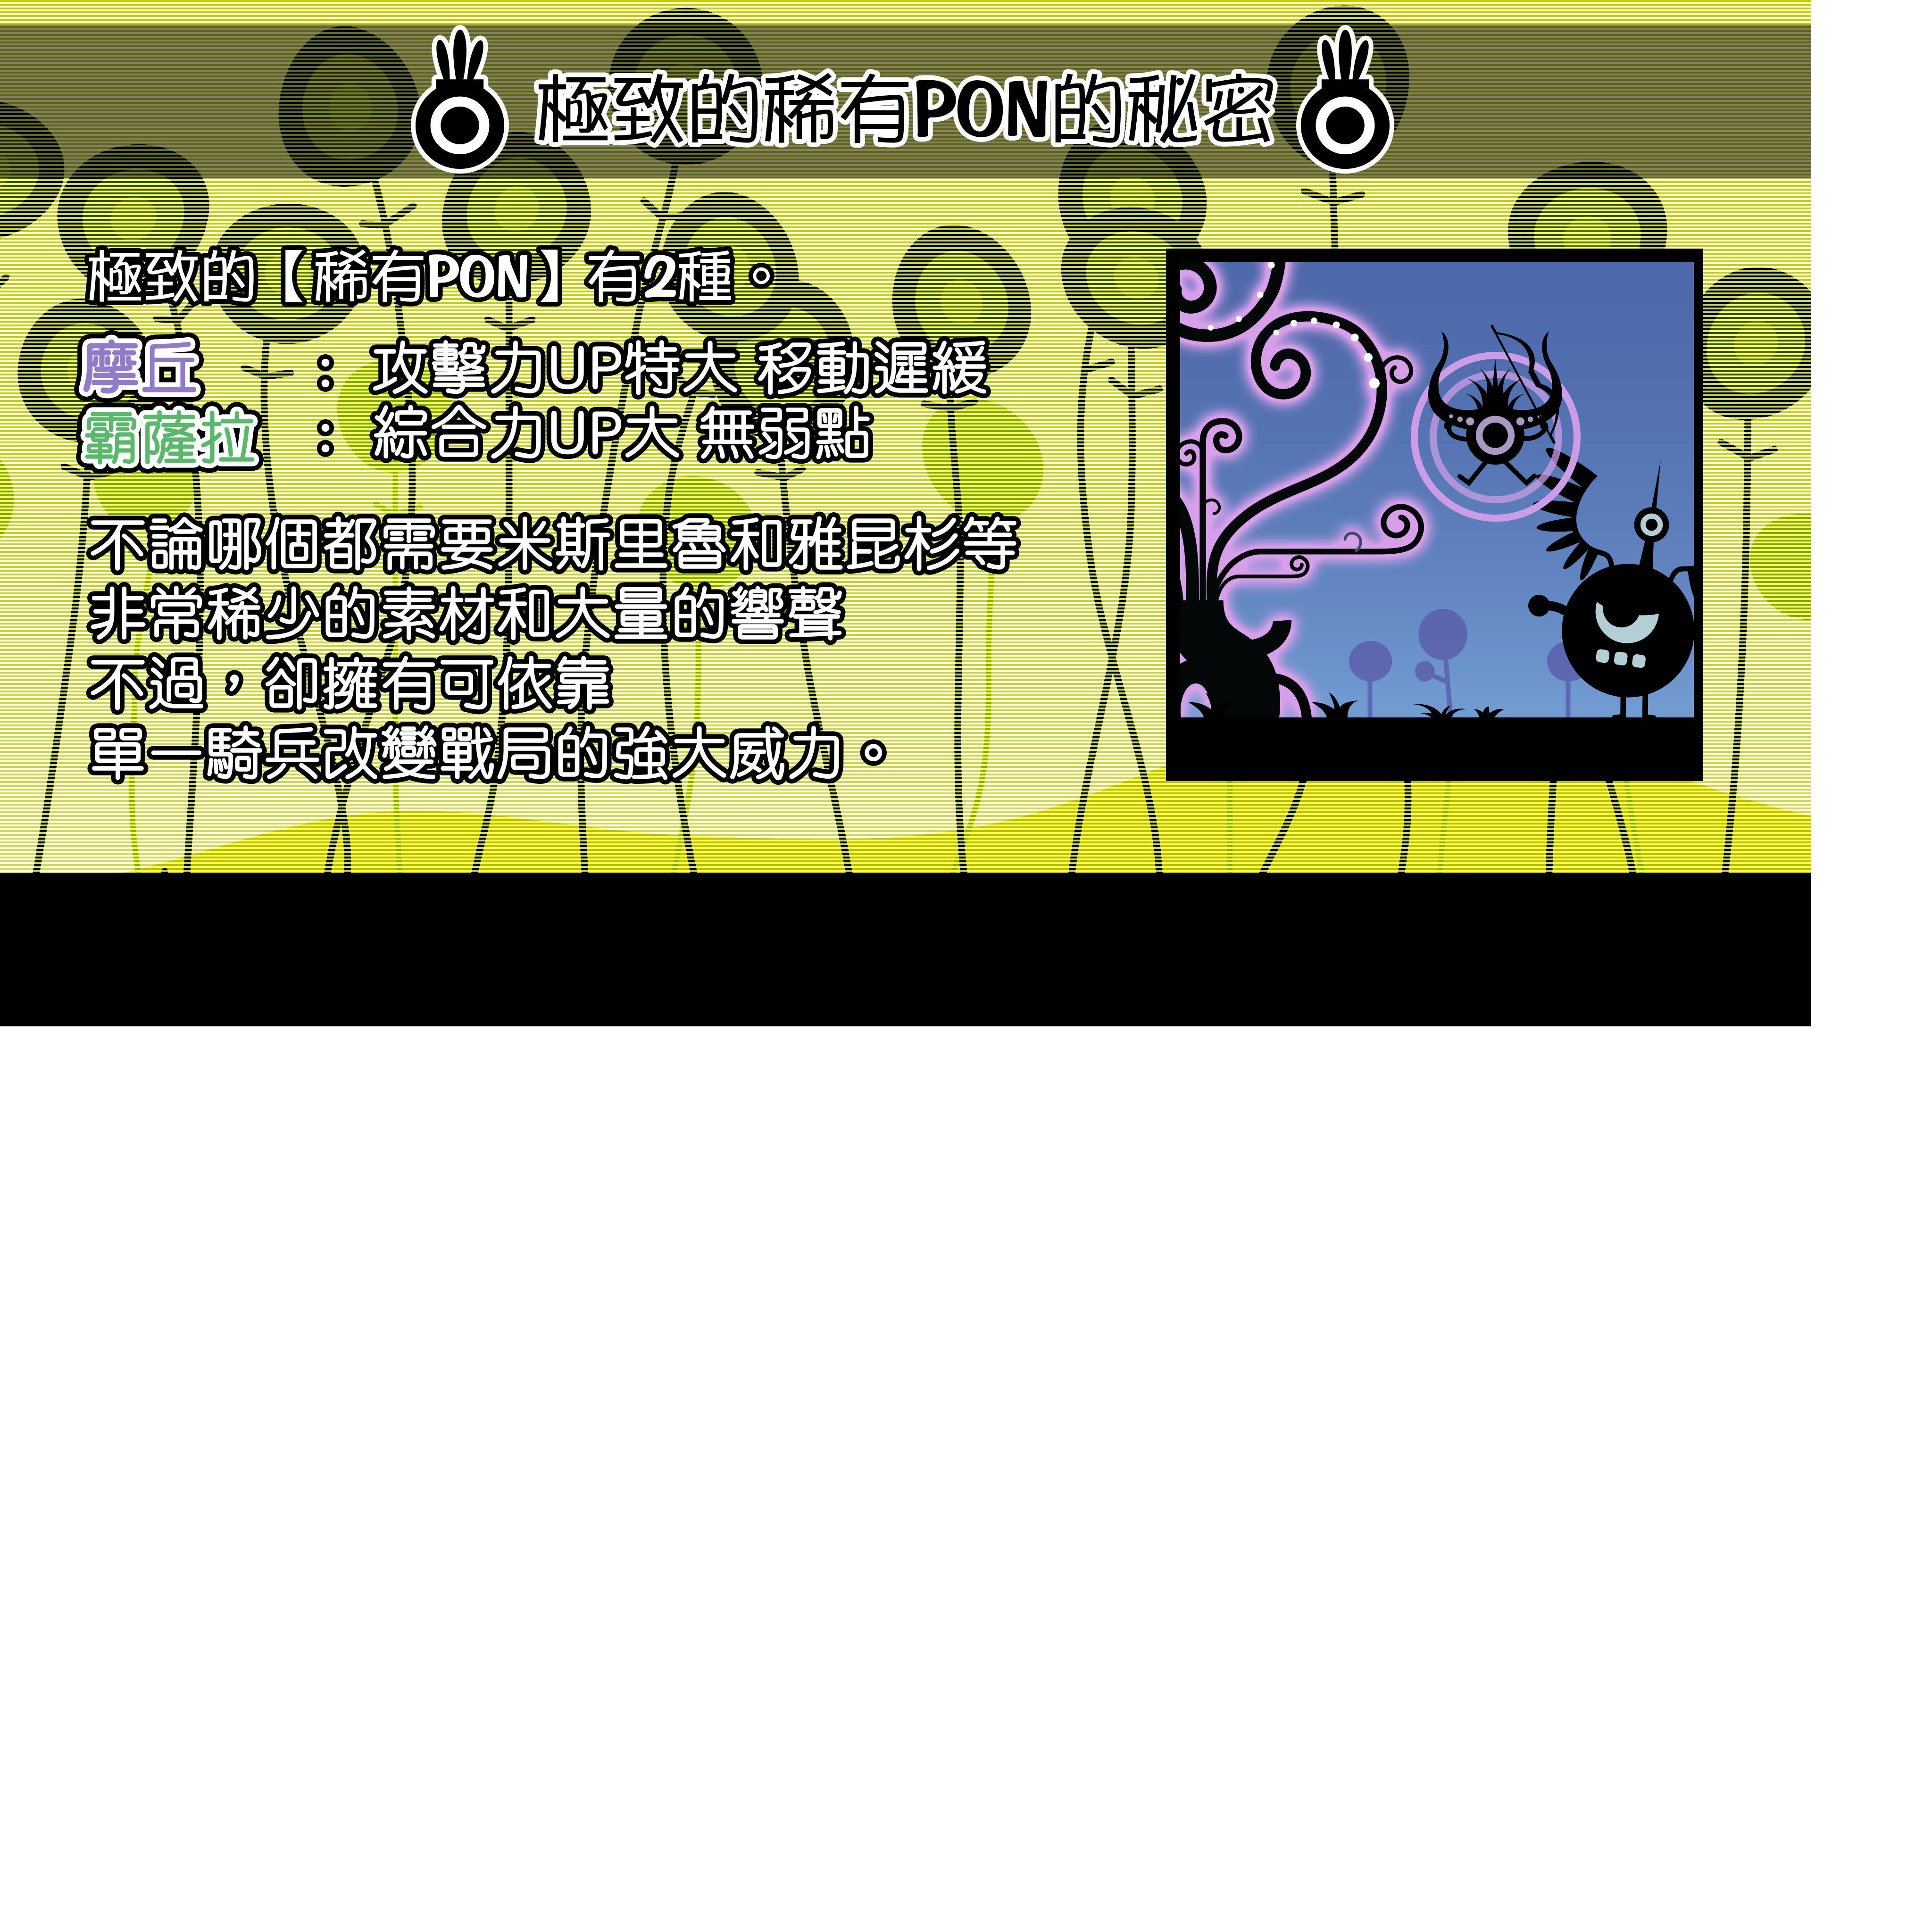 極致的稀有PON的秘密
極致的【稀有PON】有2種。
摩丘 : 攻擊力UP特大 移動遲緩
霸薩拉 : 綜合力UP大 無弱點
不論哪個都需要米斯里魯和雅昆杉等
非常稀少的素材和大量的響聲
不過，卻擁有可依靠
單一騎兵改變戰局的強大威力。